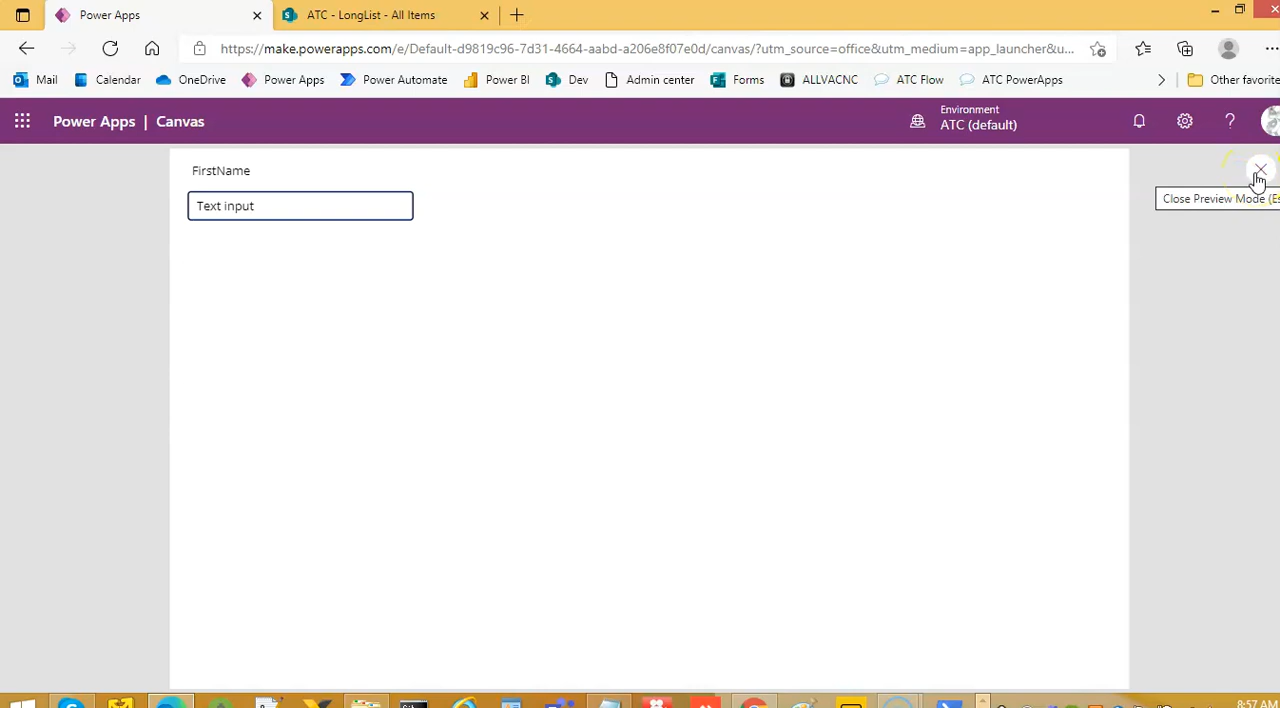 Power Apps
ATC - LongList - All Items
https://make.powerapps.com/e/Default-d9819c96-7d31-4664-aabd-a206e8f07e0d/canvas/?utm_source=office&utm_medium=app_launcher&u...
Mail
Calendar
OneDrive
Power Apps
Power Automate
Power BI
Dev
Admin center
Forms
ALLVACNC
ATC Flow
ATC PowerApps
Other favorite
Power Apps | Canvas
Environment
ATC (default)
FirstName
Text input
Close Preview Mode (Es
8:57 AM